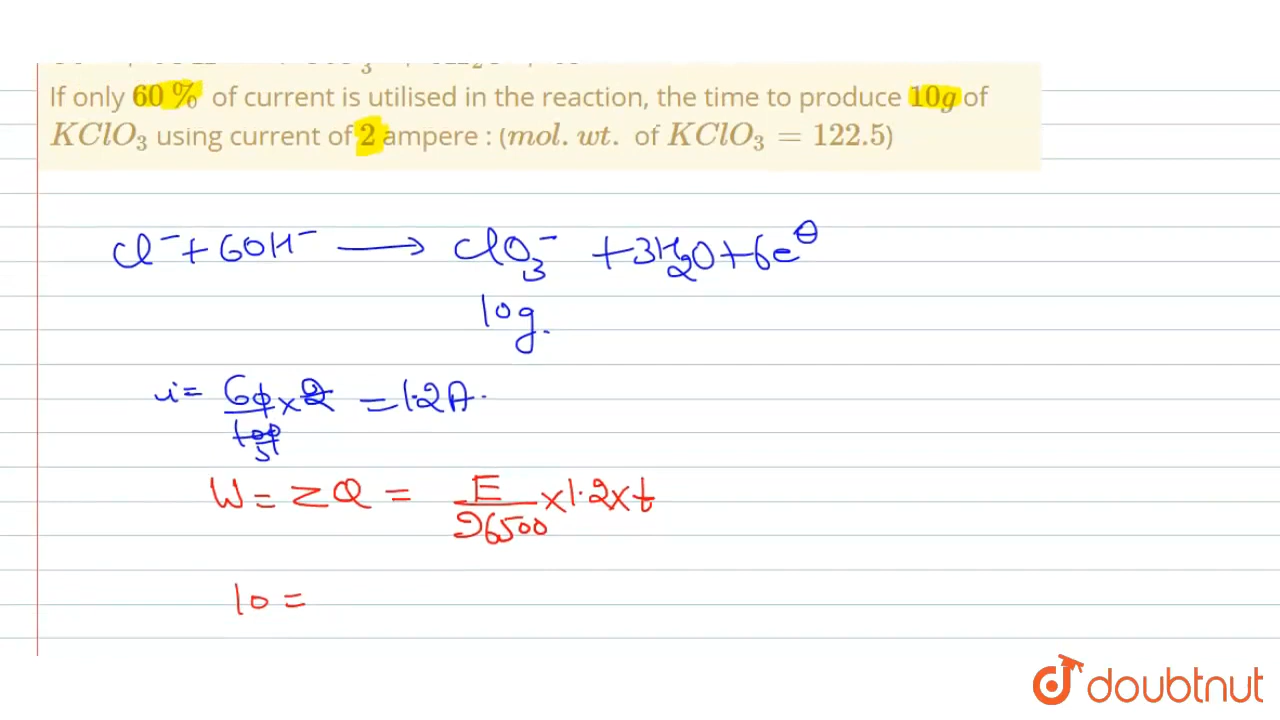 If only 60 % of current is utilised in the reaction, the time to produce 10g of
KClO₃ using current of 2 ampere : (mol. wt. of KClO₃ = 122.5)
Cl⁻ + 6OH⁻ ⟶ ClO₃⁻ + 3H₂O + 6e^⊖
10g.
i = 60/100 × 2 = 1.2A.
5
W = ZQ = E/96500 × 1.2 × t
10 =
doubtnut